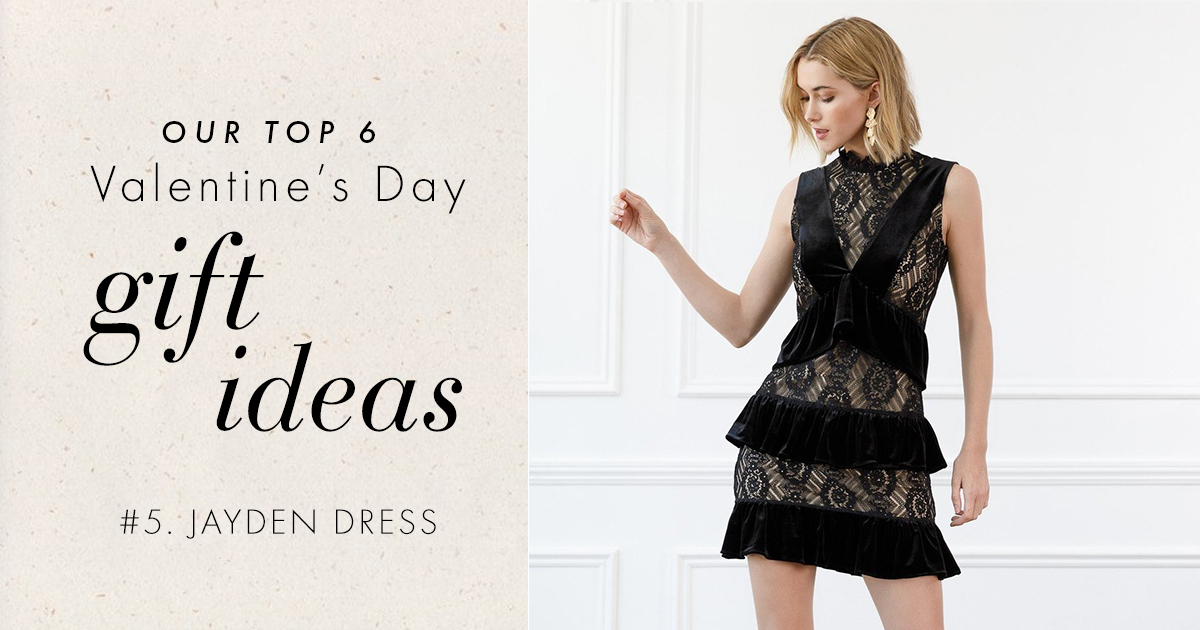 OUR TOP 6
Valentine's Day
gift
ideas
#5. JAYDEN DRESS